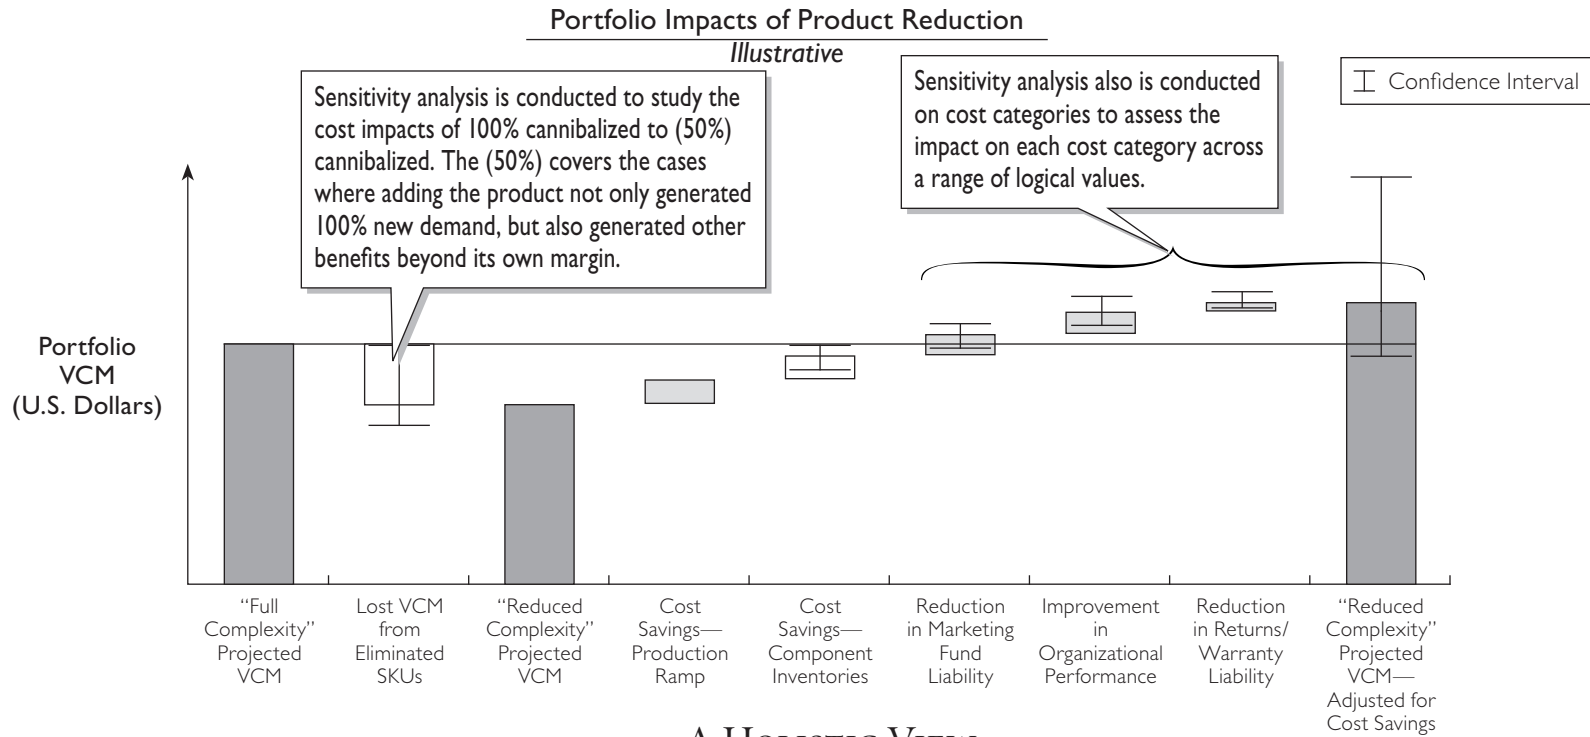 Portfolio Impacts of Product Reduction
Illustrative
Sensitivity analysis is conducted to study the
cost impacts of 100% cannibalized to (50%)
cannibalized. The (50%) covers the cases
where adding the product not only generated
100% new demand, but also generated other
benefits beyond its own margin.
Sensitivity analysis also is conducted
on cost categories to assess the
impact on each cost category across
a range of logical values.
Confidence Interval
Portfolio
VCM
(U.S. Dollars)
“Full
Complexity”
Projected
VCM
Lost VCM
from
Eliminated
SKUs
“Reduced
Complexity”
Projected
VCM
Cost
Savings—
Production
Ramp
Cost
Savings—
Component
Inventories
Reduction
in Marketing
Fund
Liability
Improvement
in
Organizational
Performance
Reduction
in Returns/
Warranty
Liability
“Reduced
Complexity”
Projected
VCM—
Adjusted for
Cost Savings
A HOLISTIC VIEW